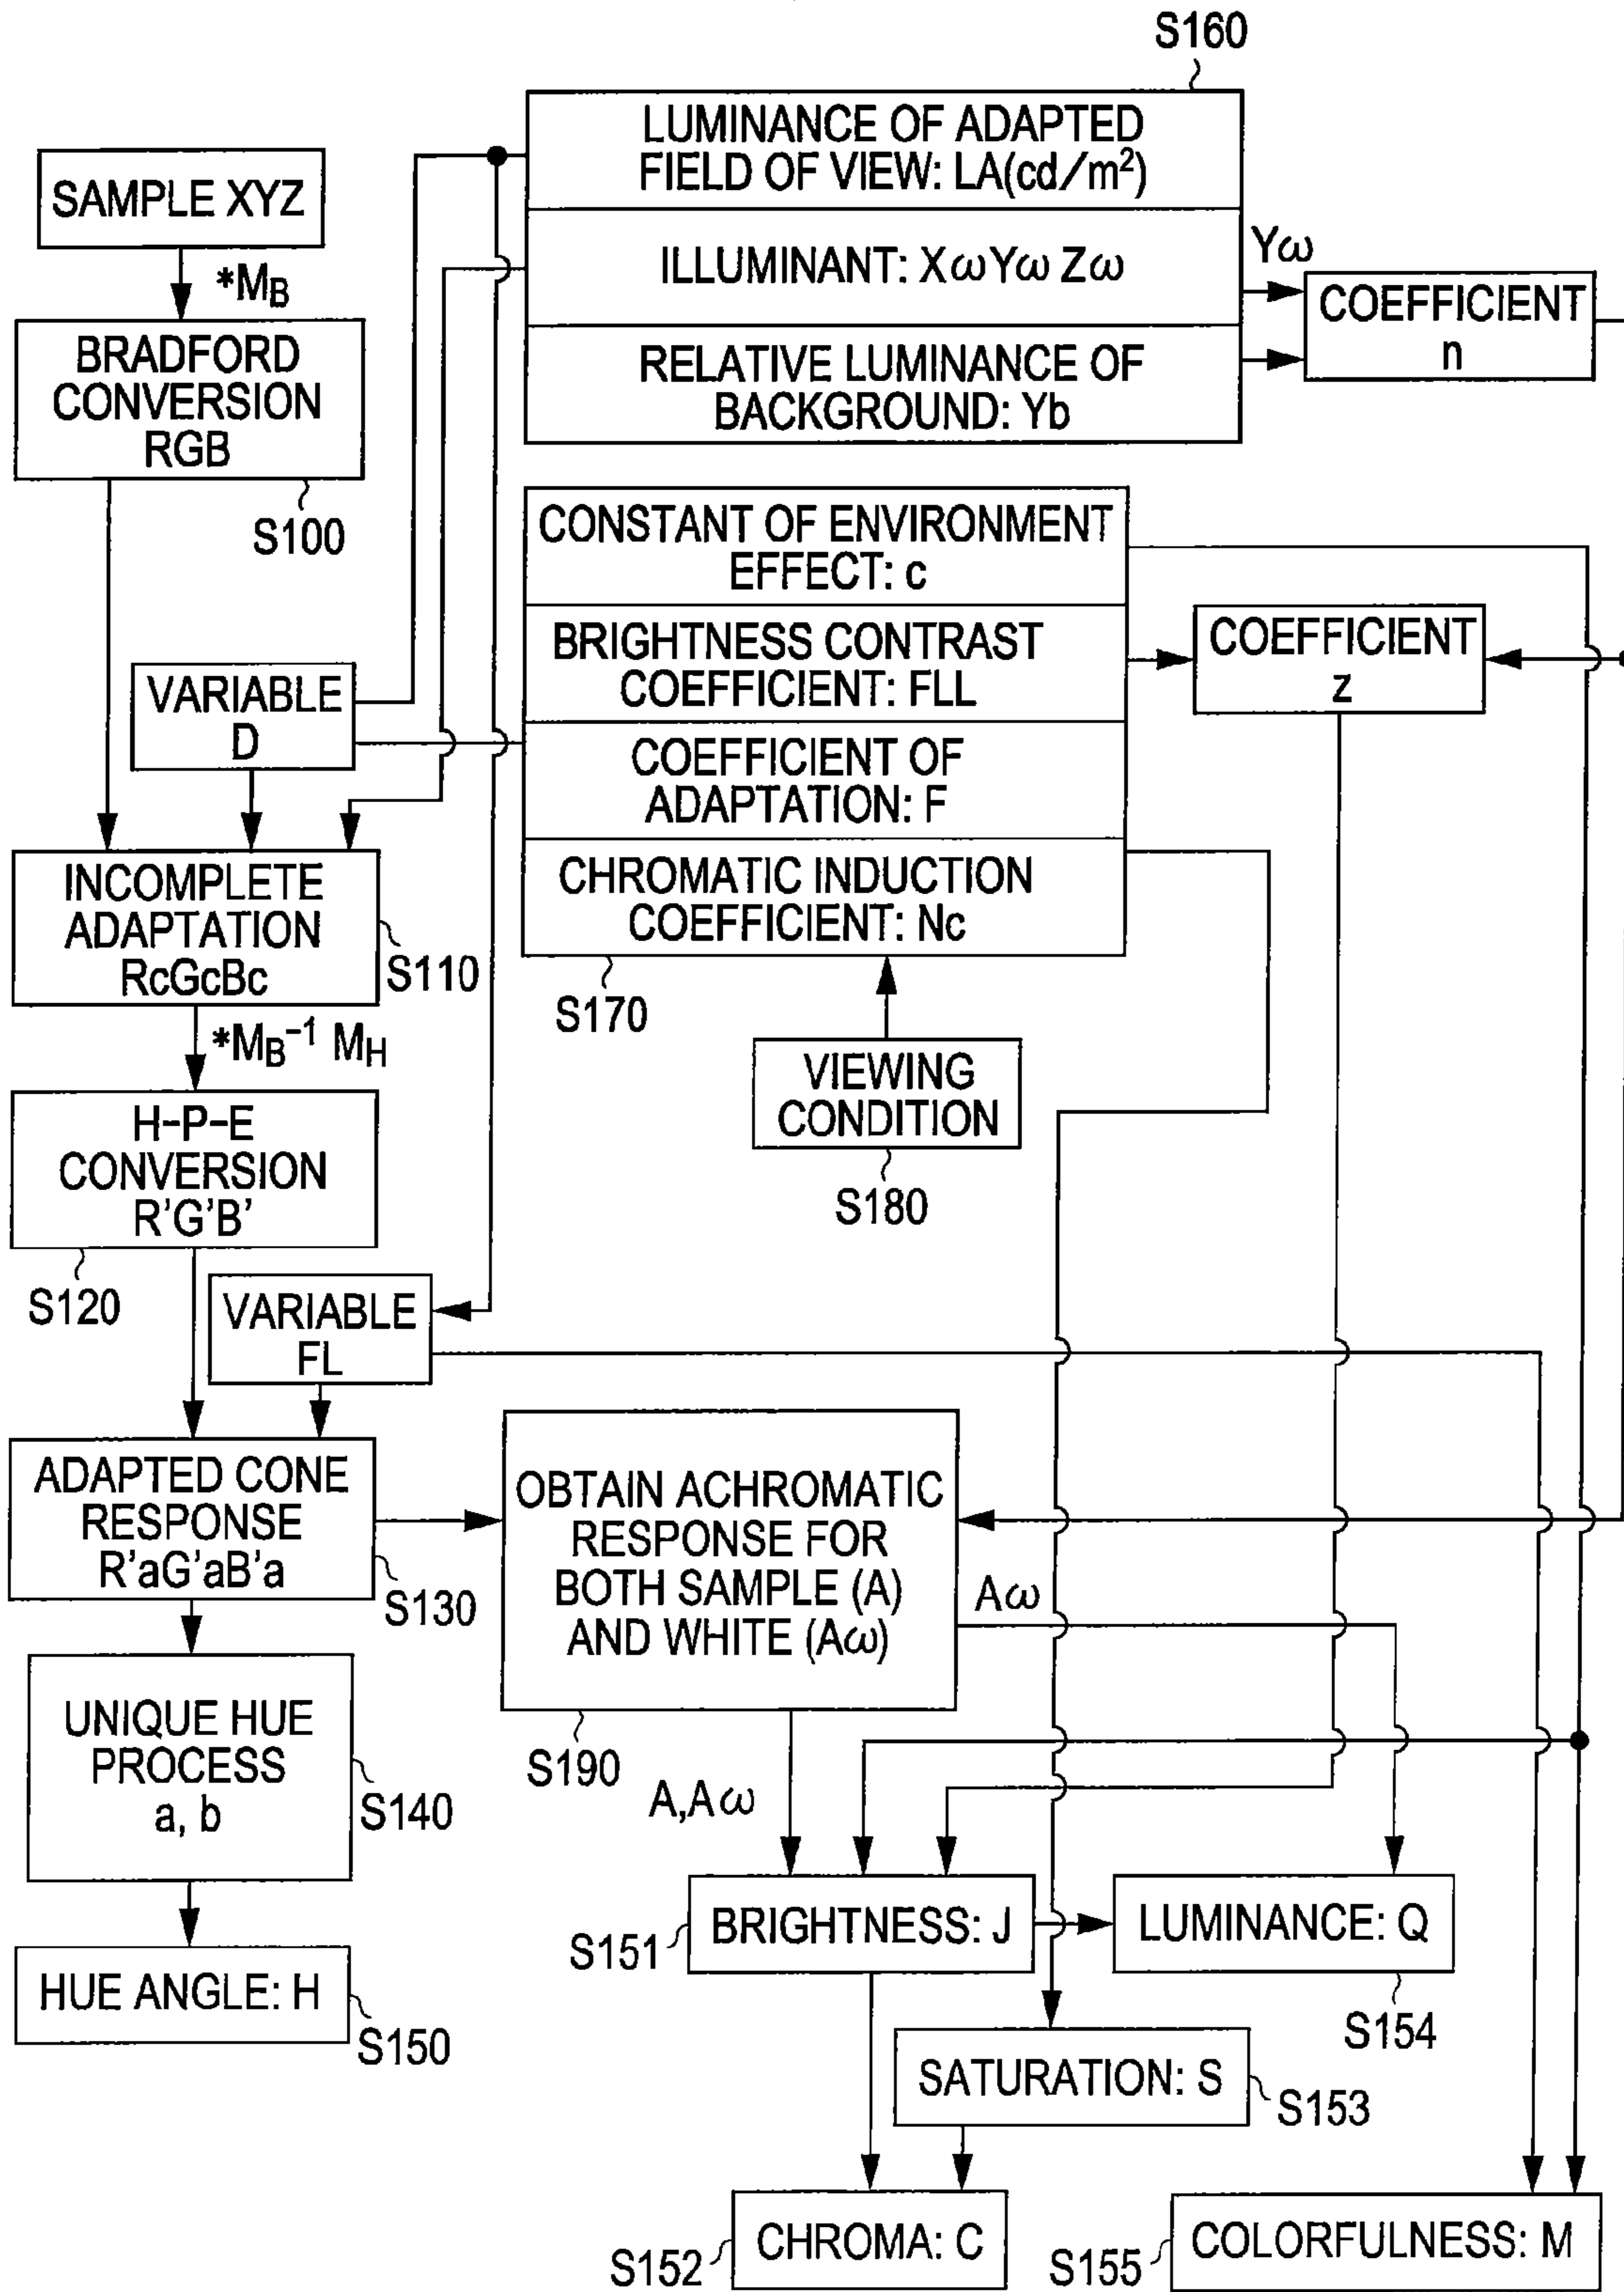 S160
LUMINANCE OF ADAPTED
FIELD OF VIEW: LA(cd/m²)
ILLUMINANT: XωYω Zω
RELATIVE LUMINANCE OF
BACKGROUND: Yb
Yω
COEFFICIENT
n
SAMPLE XYZ
*MB
BRADFORD
CONVERSION
RGB
S100
CONSTANT OF ENVIRONMENT
EFFECT: c
BRIGHTNESS CONTRAST
COEFFICIENT: FLL
COEFFICIENT OF
ADAPTATION: F
CHROMATIC INDUCTION
COEFFICIENT: Nc
S170
COEFFICIENT
z
VARIABLE
D
INCOMPLETE
ADAPTATION
RcGcBc
S110
*MB⁻¹ MH
VIEWING
CONDITION
S180
H-P-E
CONVERSION
R'G'B'
S120
VARIABLE
FL
ADAPTED CONE
RESPONSE
R'aG'aB'a
S130
OBTAIN ACHROMATIC
RESPONSE FOR
BOTH SAMPLE (A)
AND WHITE (Aω)
S190
Aω
A,Aω
UNIQUE HUE
PROCESS
a, b
S140
HUE ANGLE: H
S150
BRIGHTNESS: J
S151
LUMINANCE: Q
S154
SATURATION: S
S153
CHROMA: C
S152
COLORFULNESS: M
S155